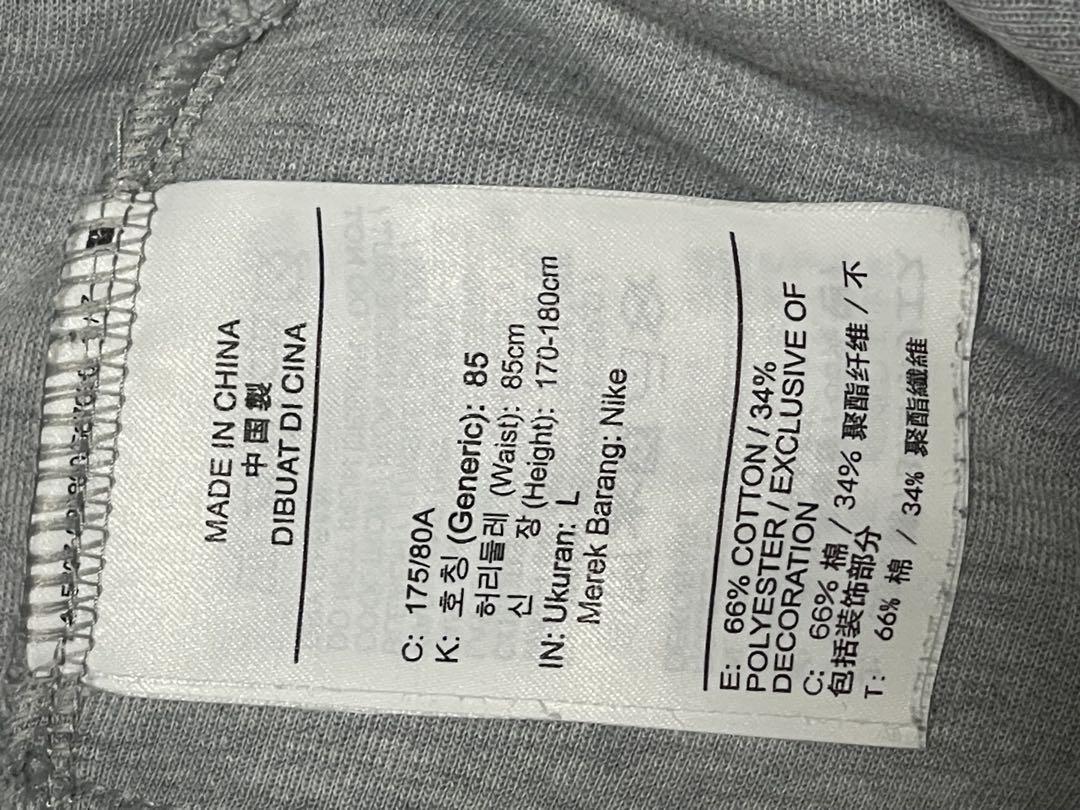 MADE IN CHINA
中国製
DIBUAT DI CINA
C: 175/80A
K: 호칭 (Generic): 85
허리둘레 (Waist): 85cm
신 장 (Height): 170-180cm
IN: Ukuran: L
Merek Barang: Nike
E: 66% COTTON / 34%
POLYESTER / EXCLUSIVE OF
DECORATION
C: 66% 棉 / 34% 聚酯纤维 / 不
包括装饰部分
T: 66% 棉 / 34% 聚酯纖維